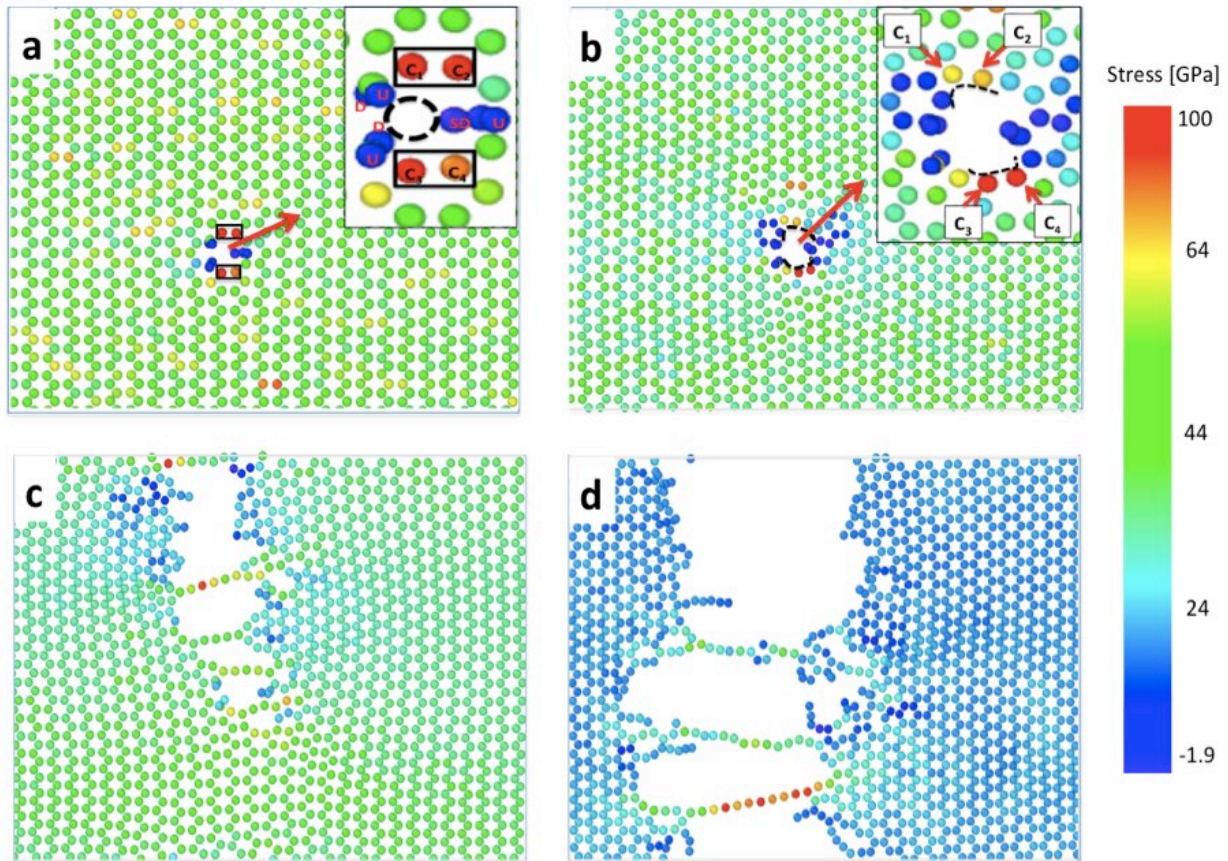 a
C₁ C₂
U
D
D
SD U
U
C₃ C₄
b
C₁ C₂
C₃ C₄
Stress [GPa]
100
64
44
24
-1.9
c
d